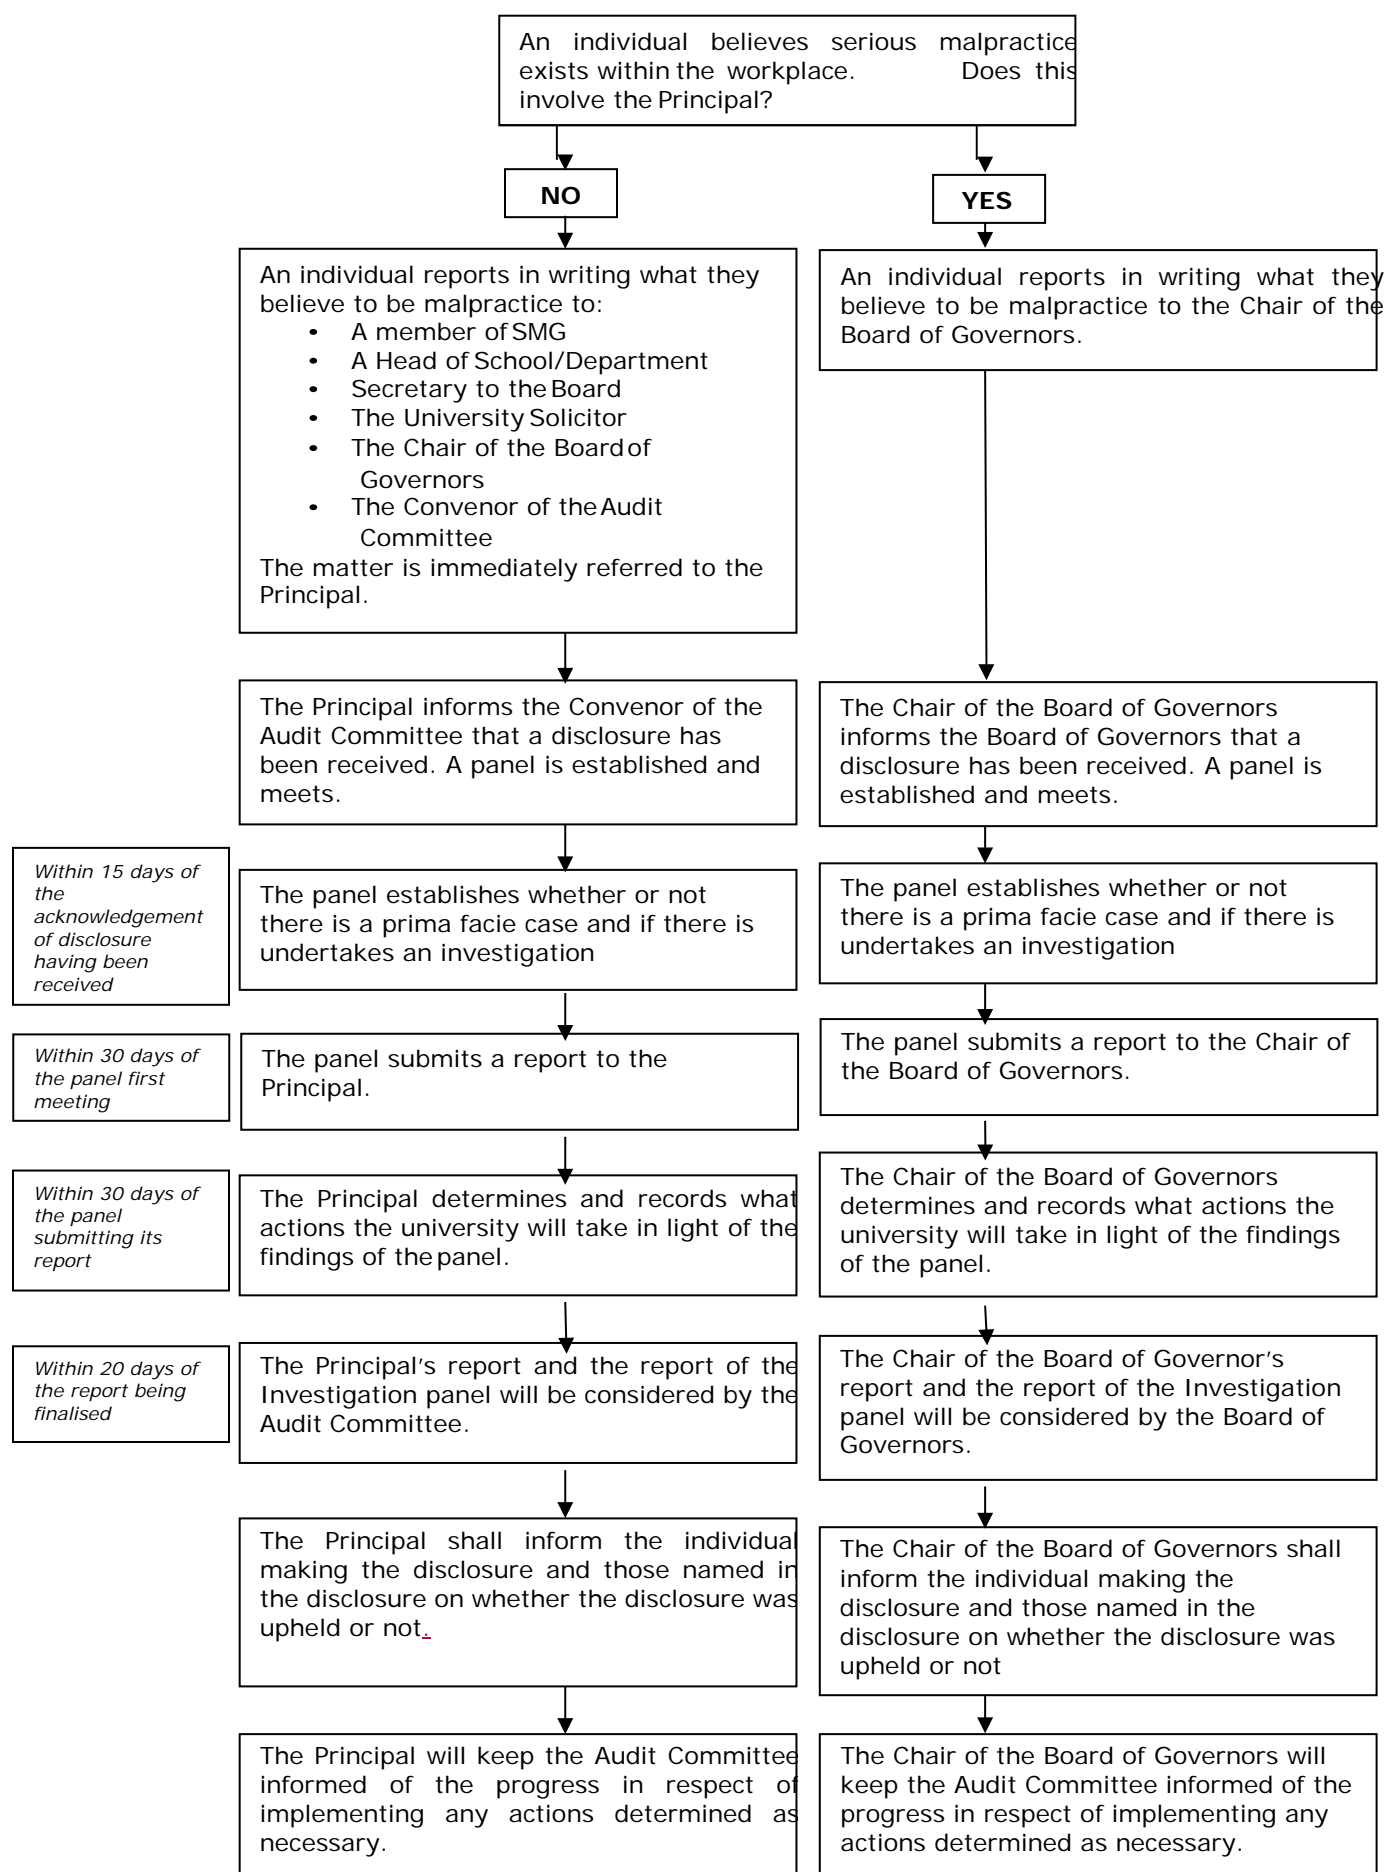 An individual believes serious malpractice
exists within the workplace. Does this
involve the Principal?
NO
YES
An individual reports in writing what they
believe to be malpractice to:
• A member of SMG
• A Head of School/Department
• Secretary to the Board
• The University Solicitor
• The Chair of the Board of
Governors
• The Convenor of the Audit
Committee
The matter is immediately referred to the
Principal.
An individual reports in writing what they
believe to be malpractice to the Chair of the
Board of Governors.
The Principal informs the Convenor of the
Audit Committee that a disclosure has
been received. A panel is established and
meets.
The Chair of the Board of Governors
informs the Board of Governors that a
disclosure has been received. A panel is
established and meets.
Within 15 days of
the
acknowledgement
of disclosure
having been
received
The panel establishes whether or not
there is a prima facie case and if there is
undertakes an investigation
The panel establishes whether or not
there is a prima facie case and if there is
undertakes an investigation
Within 30 days of
the panel first
meeting
The panel submits a report to the
Principal.
The panel submits a report to the Chair of
the Board of Governors.
Within 30 days of
the panel
submitting its
report
The Principal determines and records what
actions the university will take in light of the
findings of the panel.
The Chair of the Board of Governors
determines and records what actions the
university will take in light of the findings
of the panel.
Within 20 days of
the report being
finalised
The Principal's report and the report of the
Investigation panel will be considered by the
Audit Committee.
The Chair of the Board of Governor's
report and the report of the Investigation
panel will be considered by the Board of
Governors.
The Principal shall inform the individual
making the disclosure and those named in
the disclosure on whether the disclosure was
upheld or not.
The Chair of the Board of Governors shall
inform the individual making the
disclosure and those named in the
disclosure on whether the disclosure was
upheld or not
The Principal will keep the Audit Committee
informed of the progress in respect of
implementing any actions determined as
necessary.
The Chair of the Board of Governors will
keep the Audit Committee informed of the
progress in respect of implementing any
actions determined as necessary.